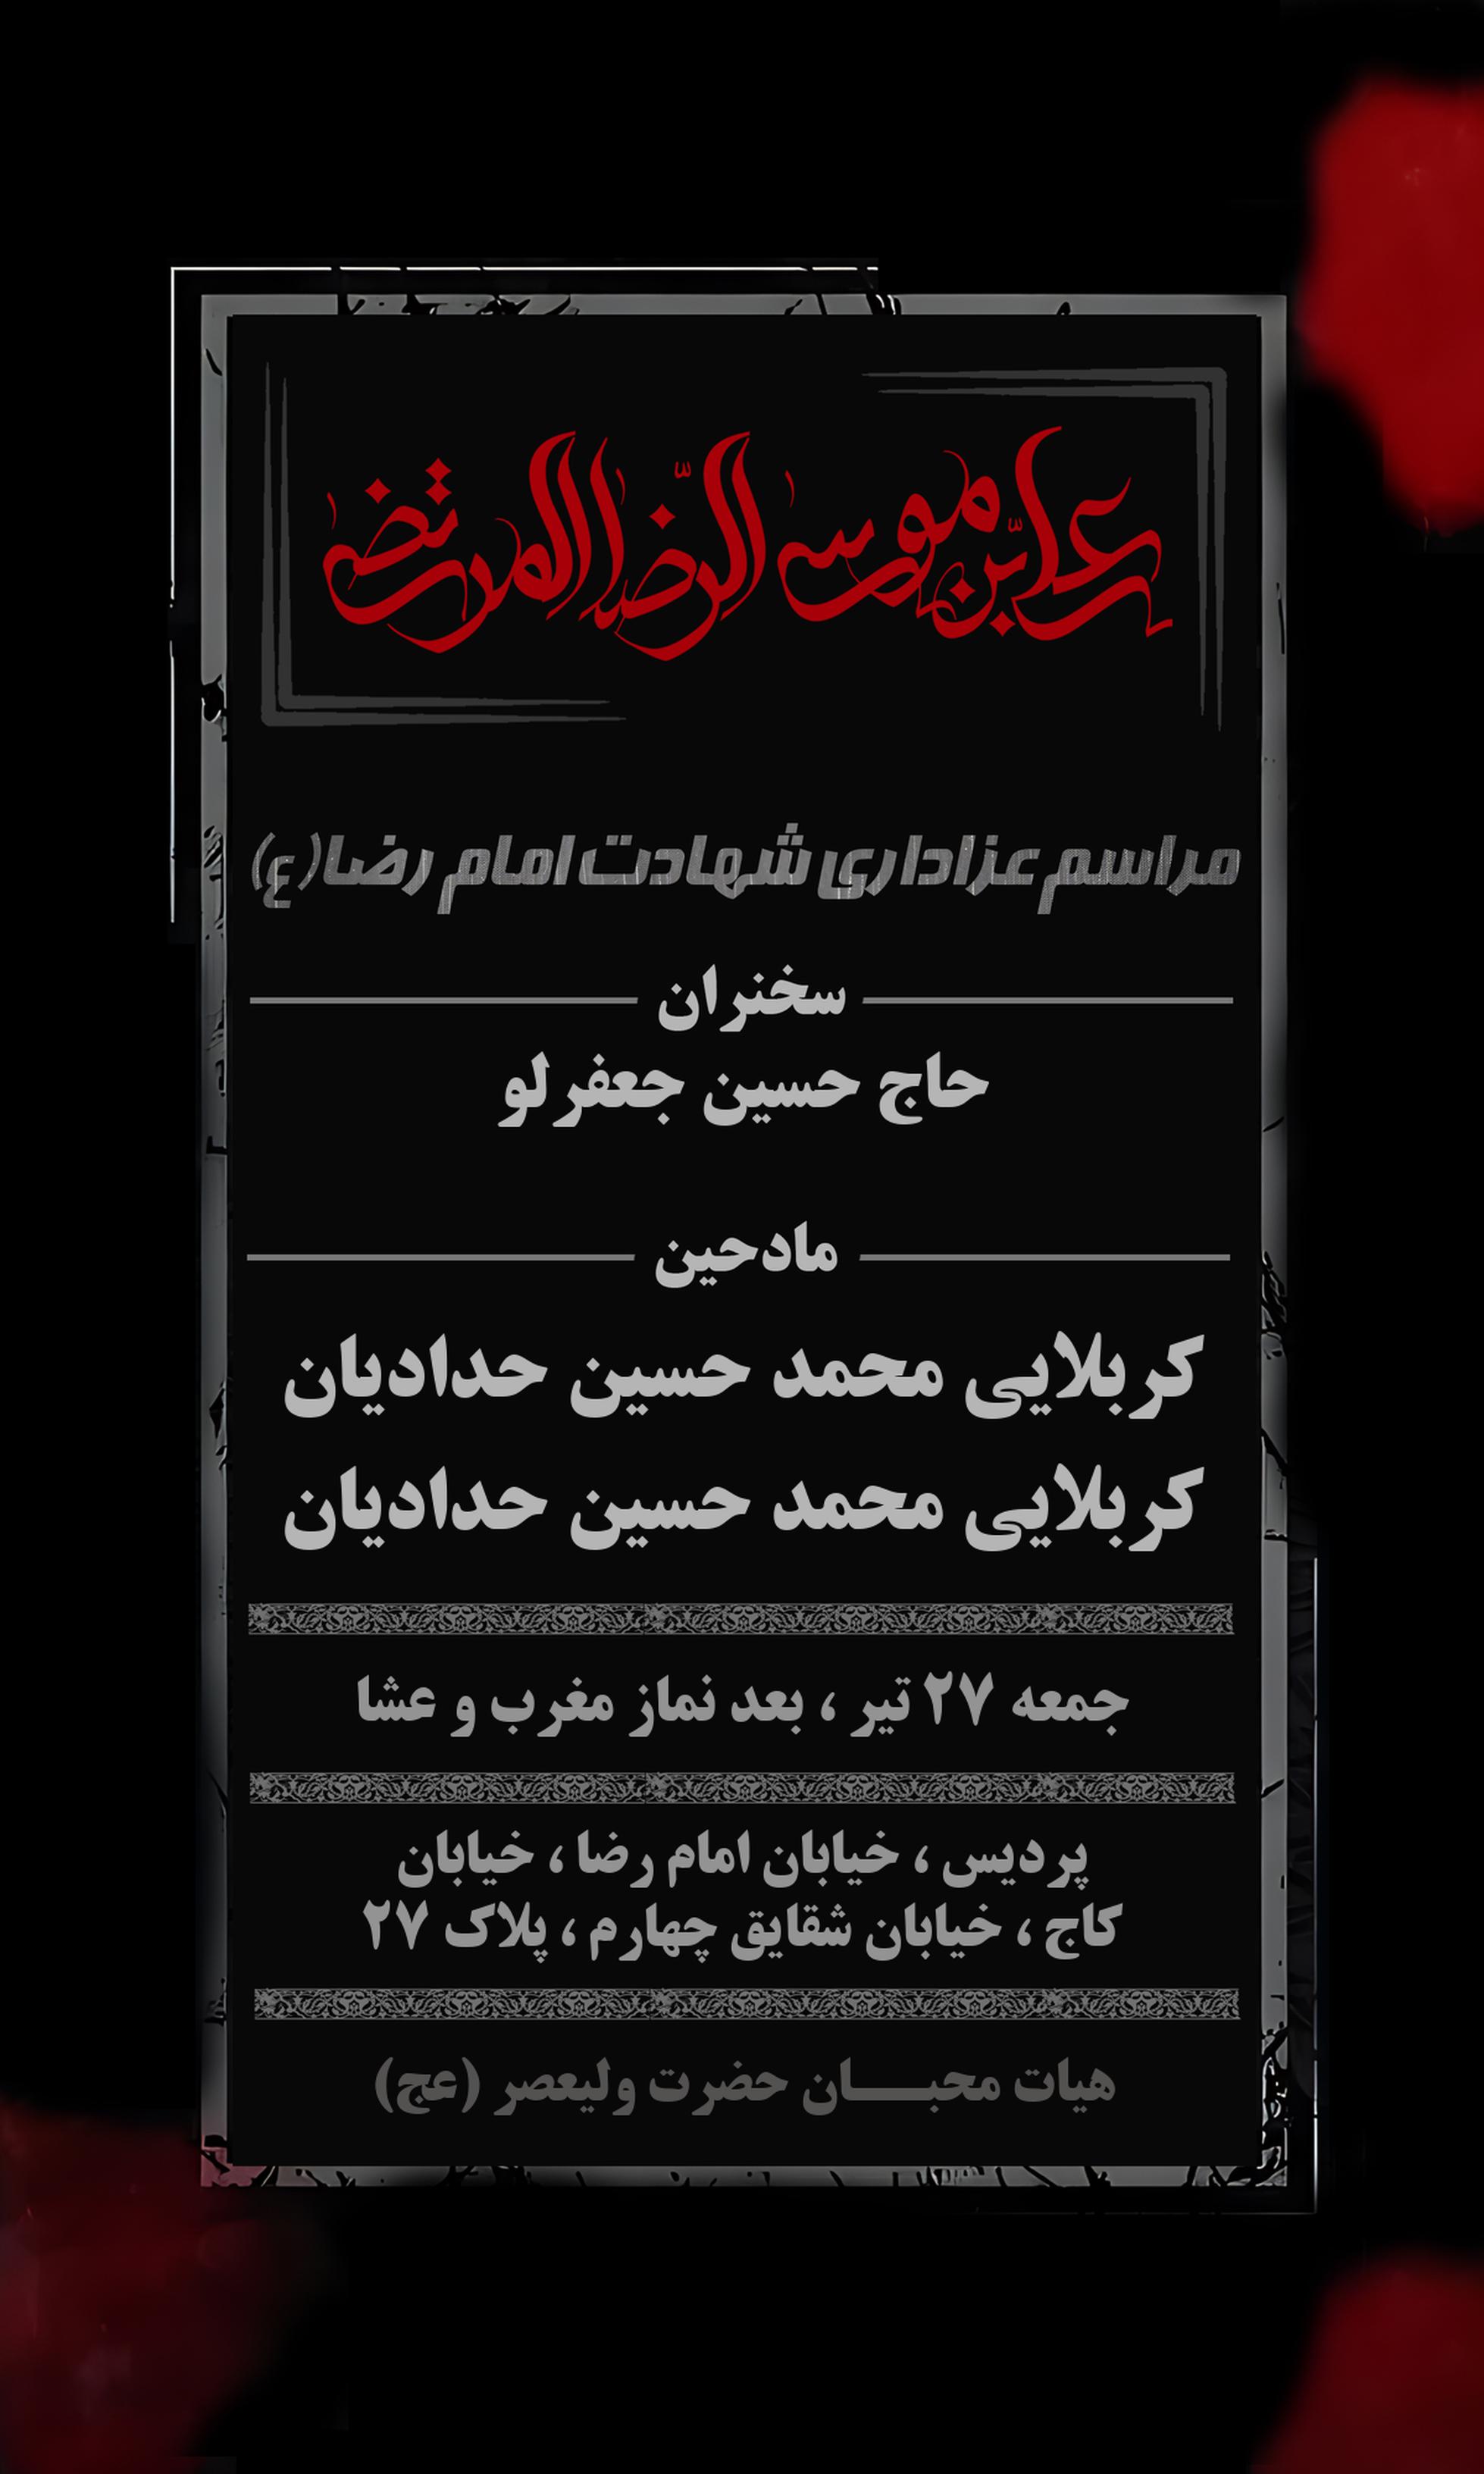 علی بن موسی الرضا المرتضی
مراسم عزاداری شهادت امام رضا (ع)
سخنران
حاج حسین جعفرلو
مادحین
کربلایی محمد حسین حدادیان
کربلایی محمد حسین حدادیان
جمعه ۲۷ تیر ، بعد نماز مغرب و عشا
پردیس ، خیابان امام رضا ، خیابان
کاج ، خیابان شقایق چهارم ، پلاک ۲۷
هیات محبـــان حضرت ولیعصر (عج)